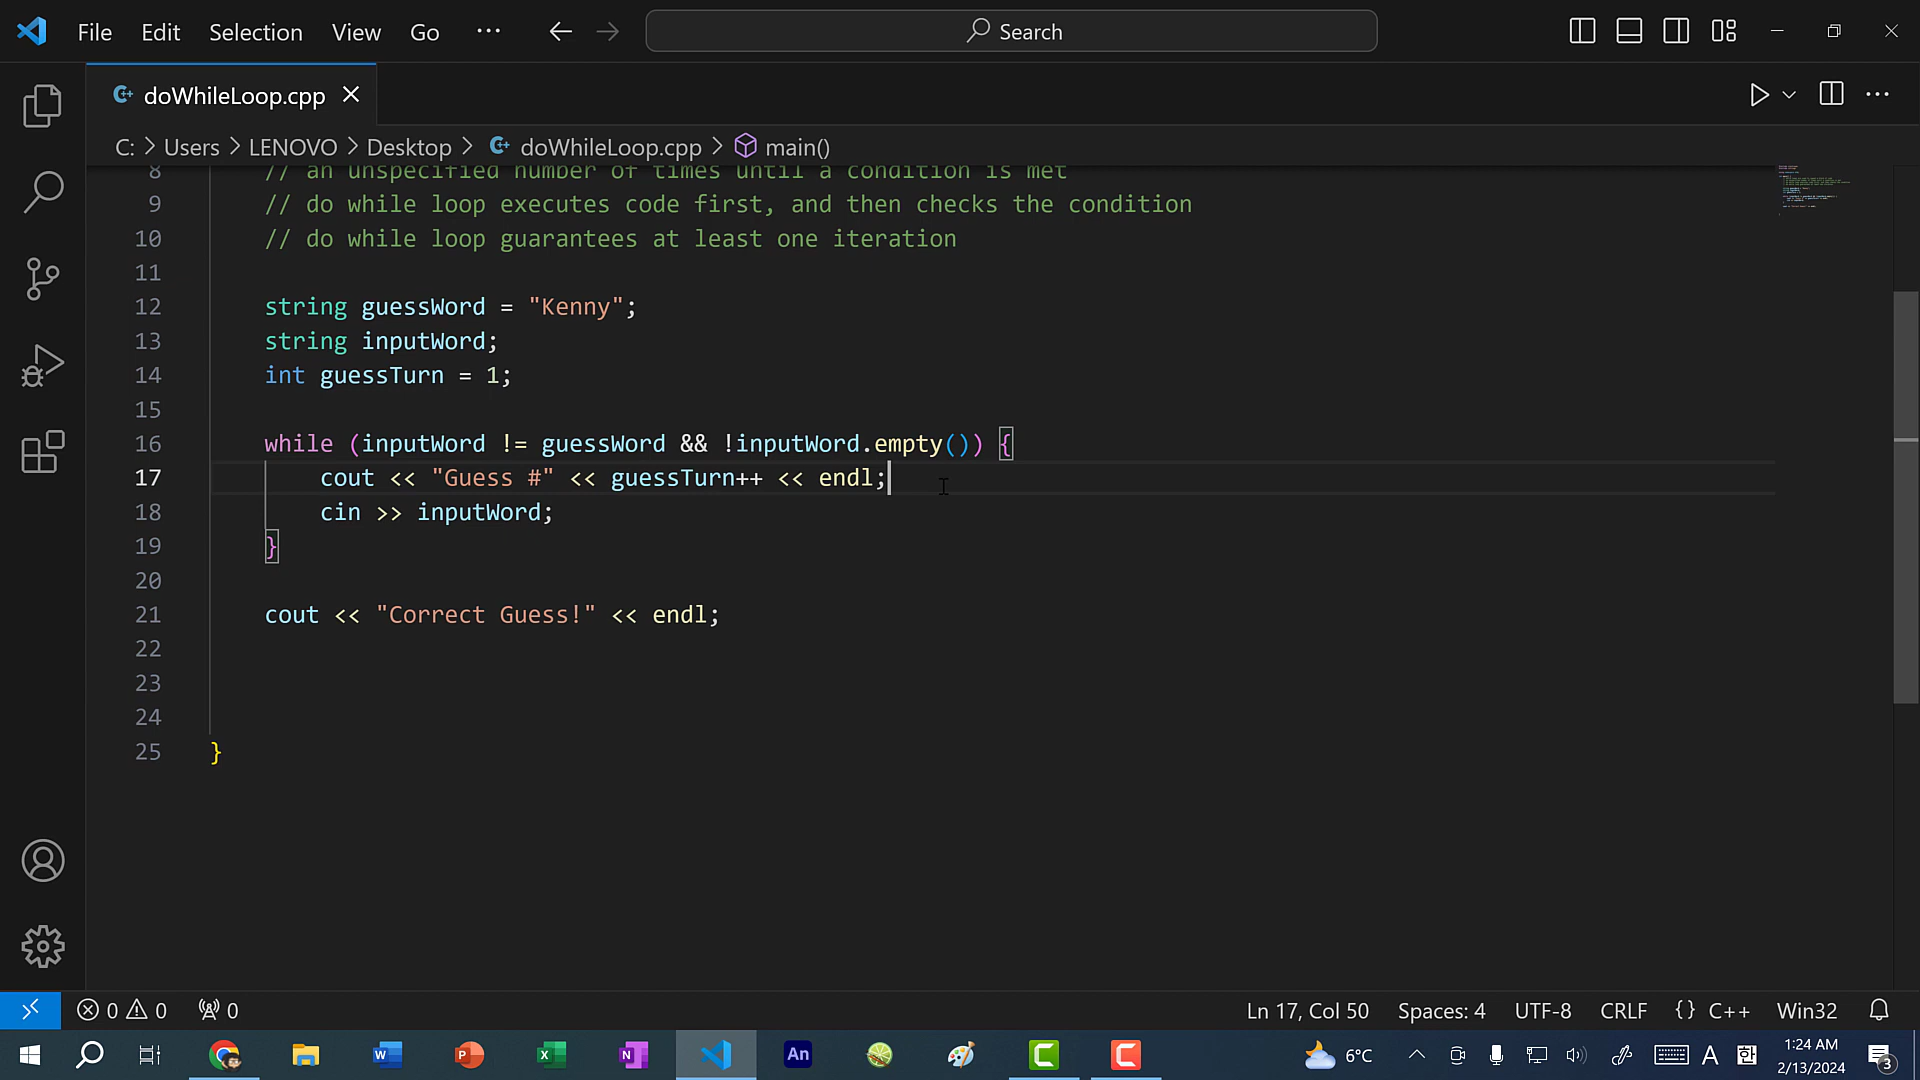 File Edit Selection View Go ··· Search
doWhileLoop.cpp
C: > Users > LENOVO > Desktop > doWhileLoop.cpp > main()
8 // an unspecified number of times until a condition is met
9 // do while loop executes code first, and then checks the condition
10 // do while loop guarantees at least one iteration
11
12 string guessWord = "Kenny";
13 string inputWord;
14 int guessTurn = 1;
15
16 while (inputWord != guessWord && !inputWord.empty()) {
17 cout << "Guess #" << guessTurn++ << endl;
18 cin >> inputWord;
19 }
20
21 cout << "Correct Guess!" << endl;
22
23
24
25 }
0 0 0 Ln 17, Col 50 Spaces: 4 UTF-8 CRLF {} C++ Win32
An 6°C A 한 1:24 AM
2/13/2024 3